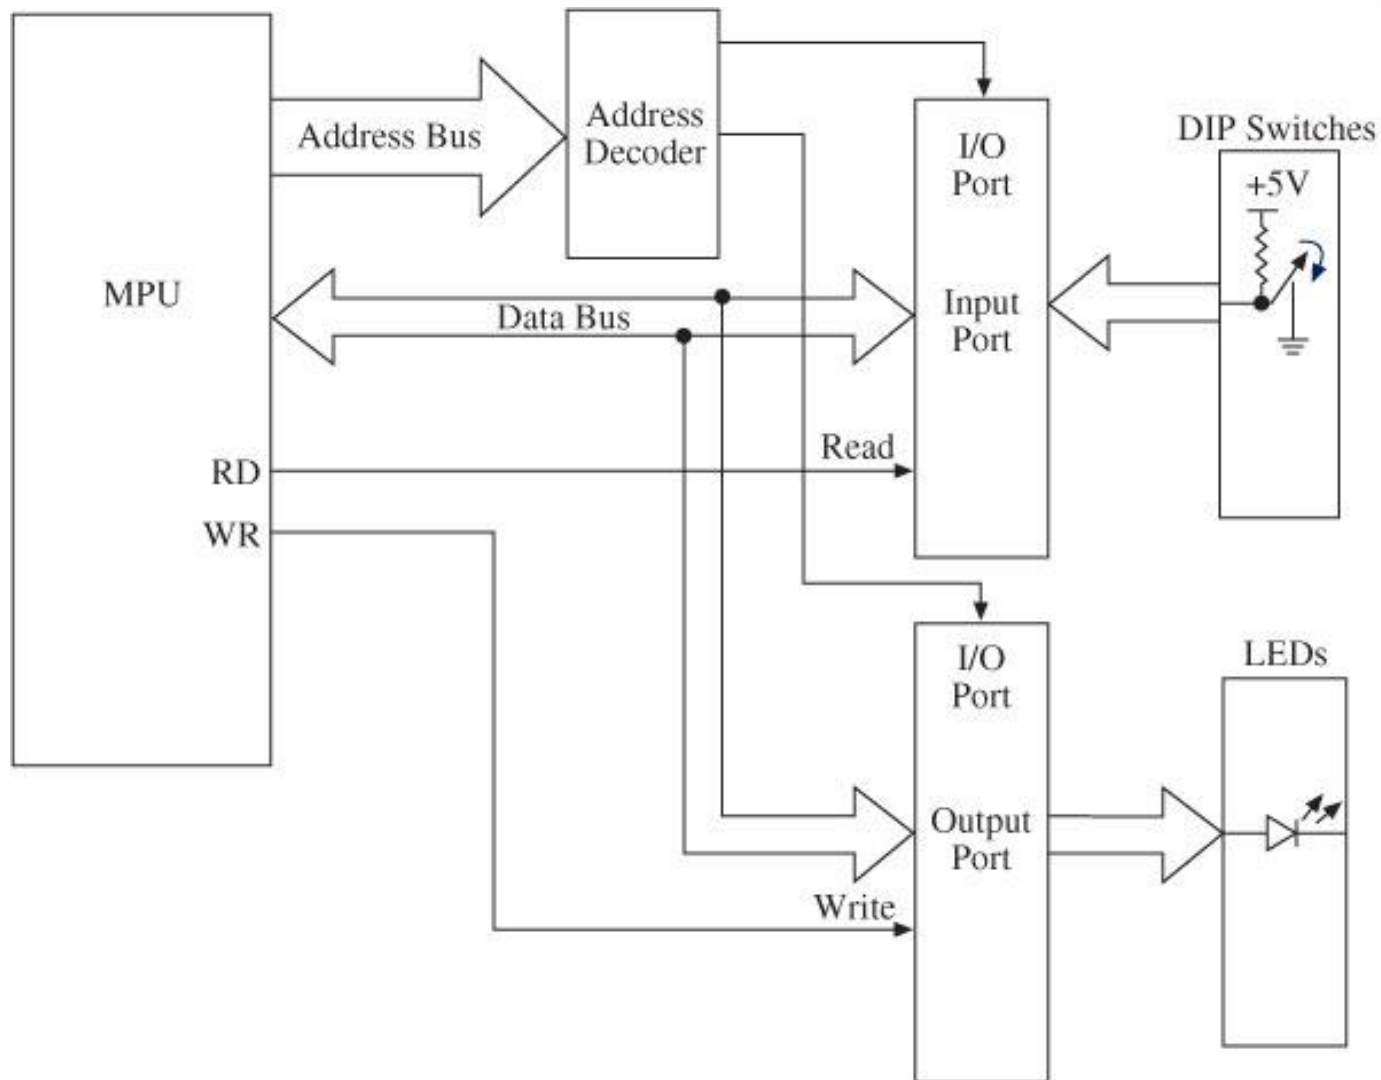 Address Bus
Address
Decoder
I/O
Port
DIP Switches
+5V
MPU
Data Bus
Input
Port
Read
RD
WR
I/O
Port
LEDs
Output
Port
Write